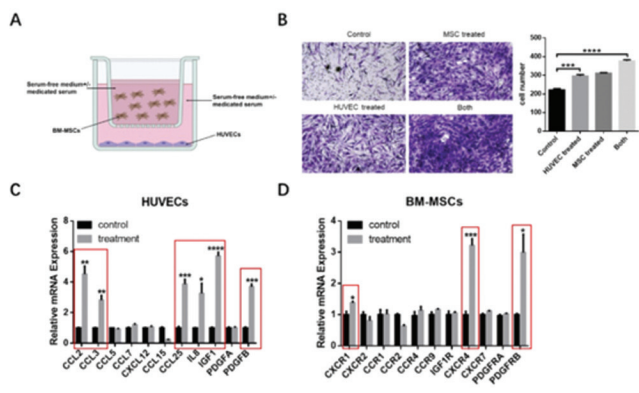 A
Serum-free medium+/-
medicated serum
BM-MSCs
Serum-free medium+/-
medicated serum
HUVECs
B
Control
MSC treated
HUVEC treated
Both
cell number
500
400
300
200
100
0
***
****
Control
HUVEC treated
MSC treated
Both
C
HUVECs
control
treatment
Relative mRNA Expression
8
6
4
2
0
**
**
***
*
****
***
CCL2
CCL3
CCL5
CCL7
CXCL12
CCL15
CCL25
IL8
IGF1
PDGFA
PDGFB
D
BM-MSCs
control
treatment
Relative mRNA Expression
4
3
2
1
0
*
***
*
CXCR1
CXCR2
CCR1
CCR2
CCR4
CCR9
IGF1R
CXCR4
CXCR7
PDGFRA
PDGFRB